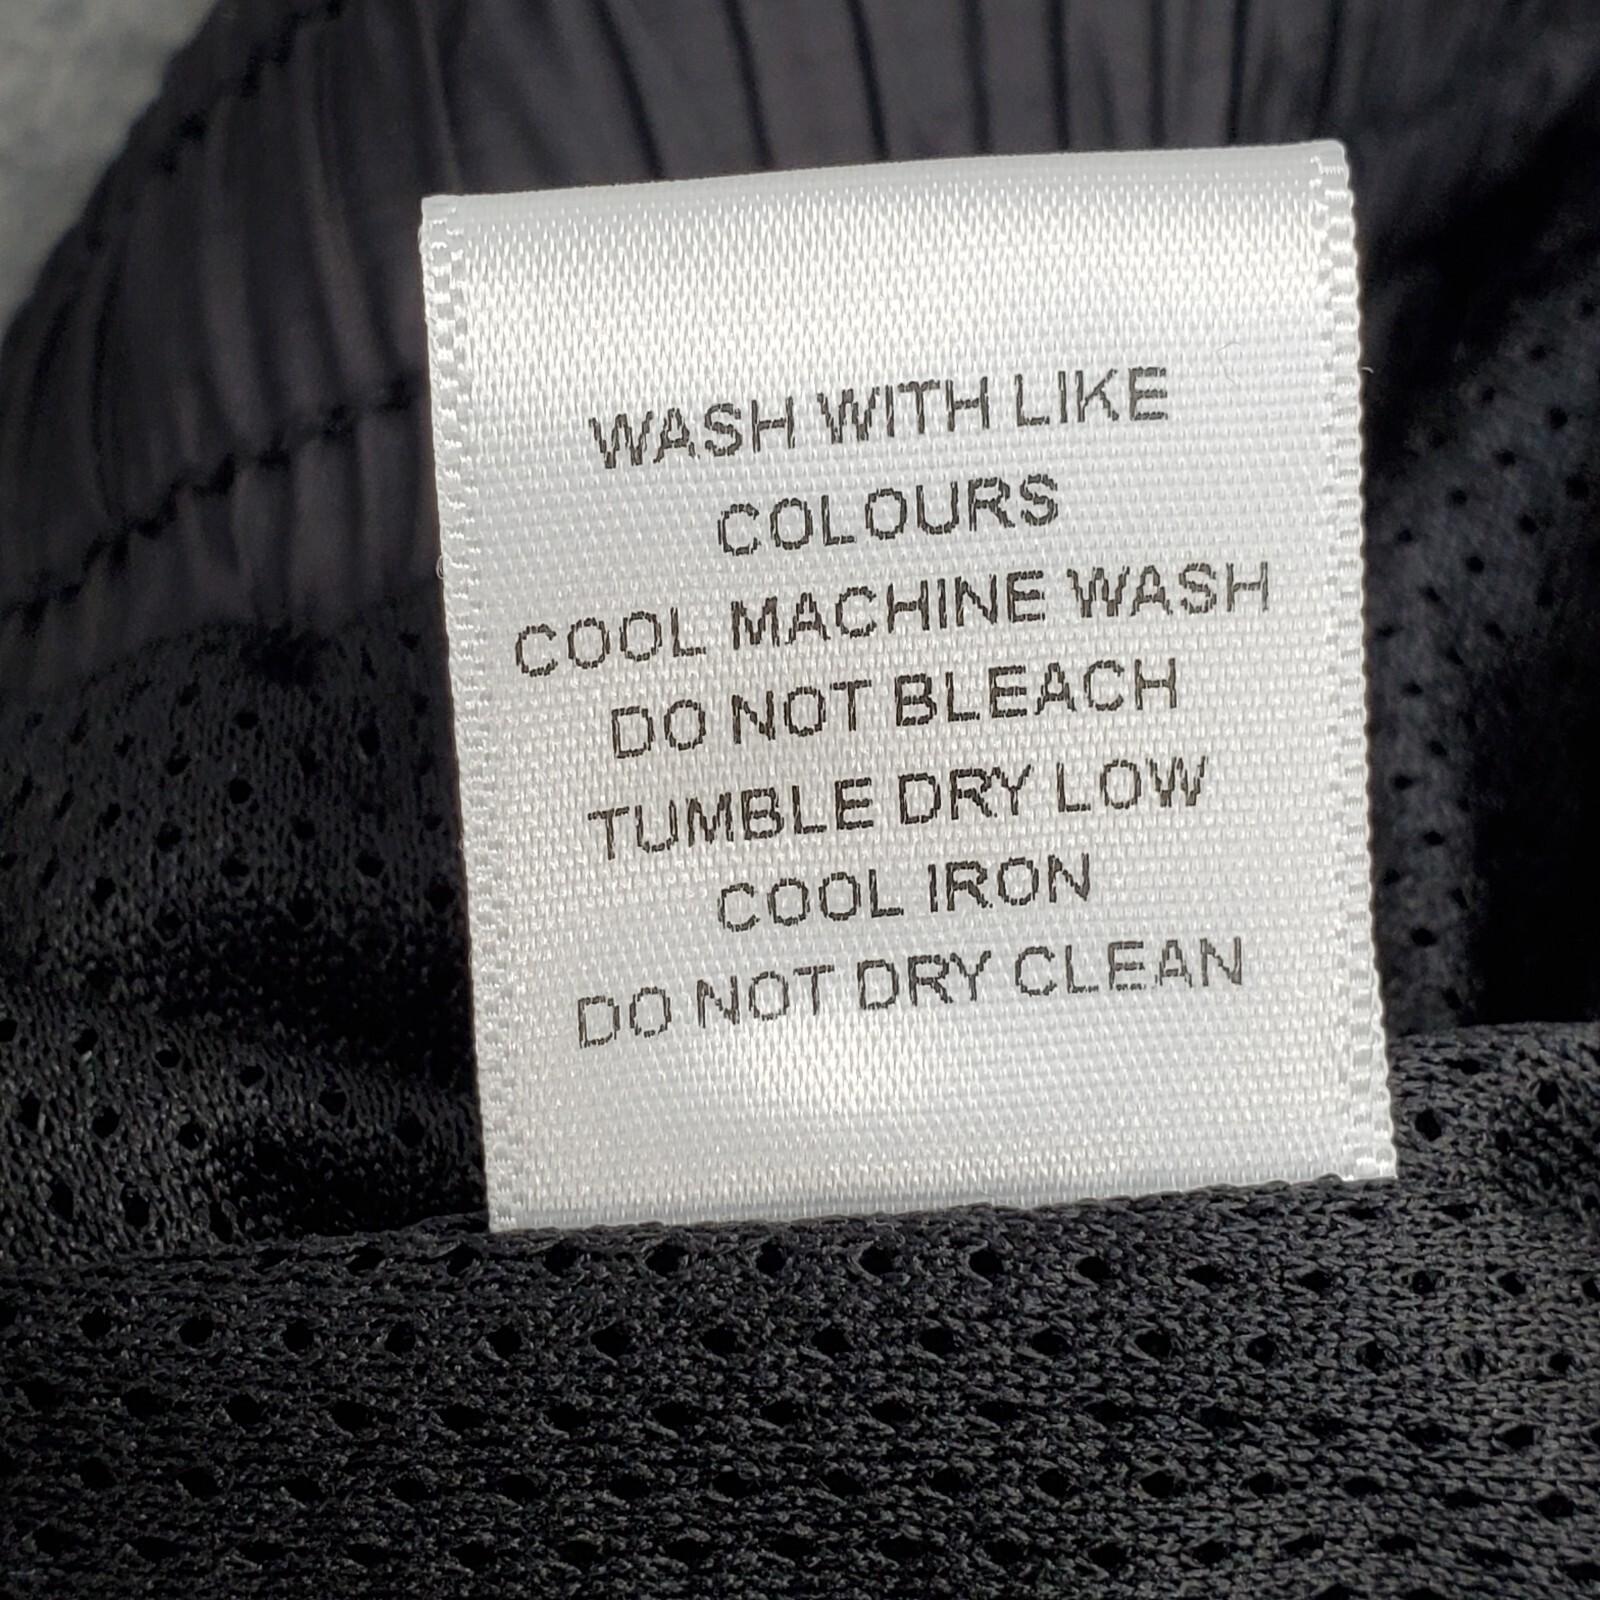 WASH WITH LIKE
COLOURS
COOL MACHINE WASH
DO NOT BLEACH
TUMBLE DRY LOW
COOL IRON
DO NOT DRY CLEAN